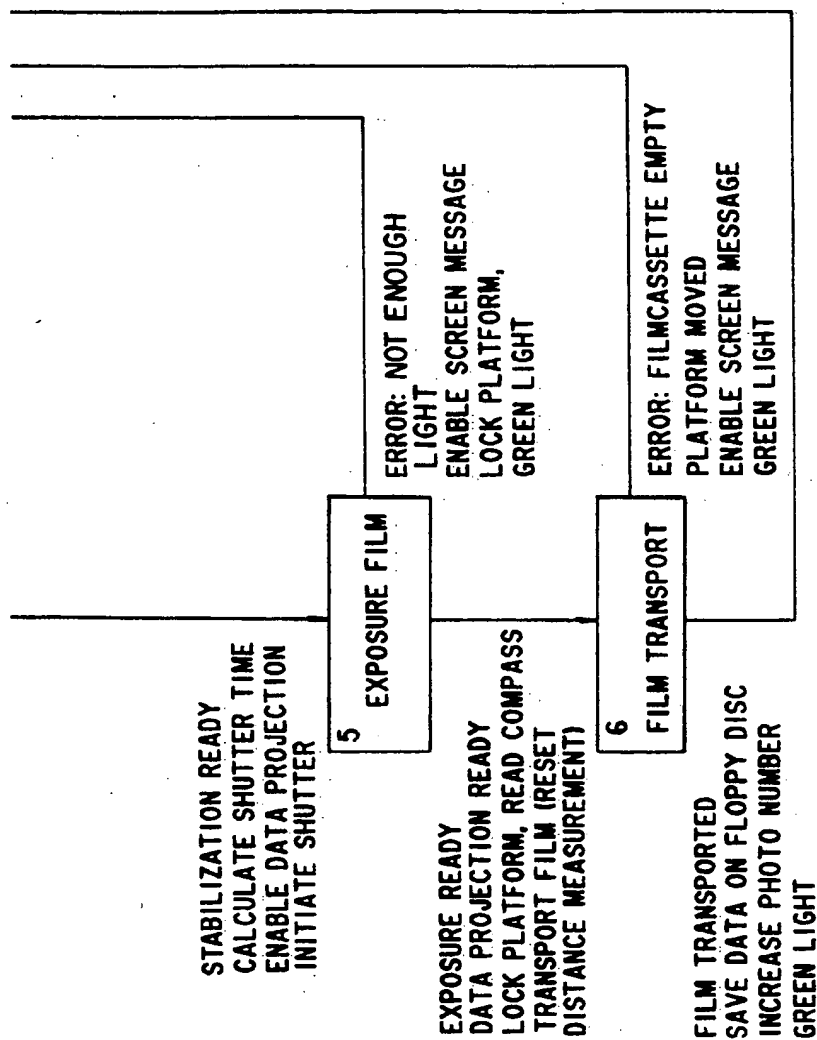 STABILIZATION READY
CALCULATE SHUTTER TIME
ENABLE DATA PROJECTION
INITIATE SHUTTER
5
EXPOSURE FILM
ERROR: NOT ENOUGH
LIGHT
ENABLE SCREEN MESSAGE
LOCK PLATFORM,
GREEN LIGHT
EXPOSURE READY
DATA PROJECTION READY
LOCK PLATFORM, READ COMPASS
TRANSPORT FILM (RESET
DISTANCE MEASUREMENT)
6
FILM TRANSPORT
ERROR: FILMCASSETTE EMPTY
PLATFORM MOVED
ENABLE SCREEN MESSAGE
GREEN LIGHT
FILM TRANSPORTED
SAVE DATA ON FLOPPY DISC
INCREASE PHOTO NUMBER
GREEN LIGHT